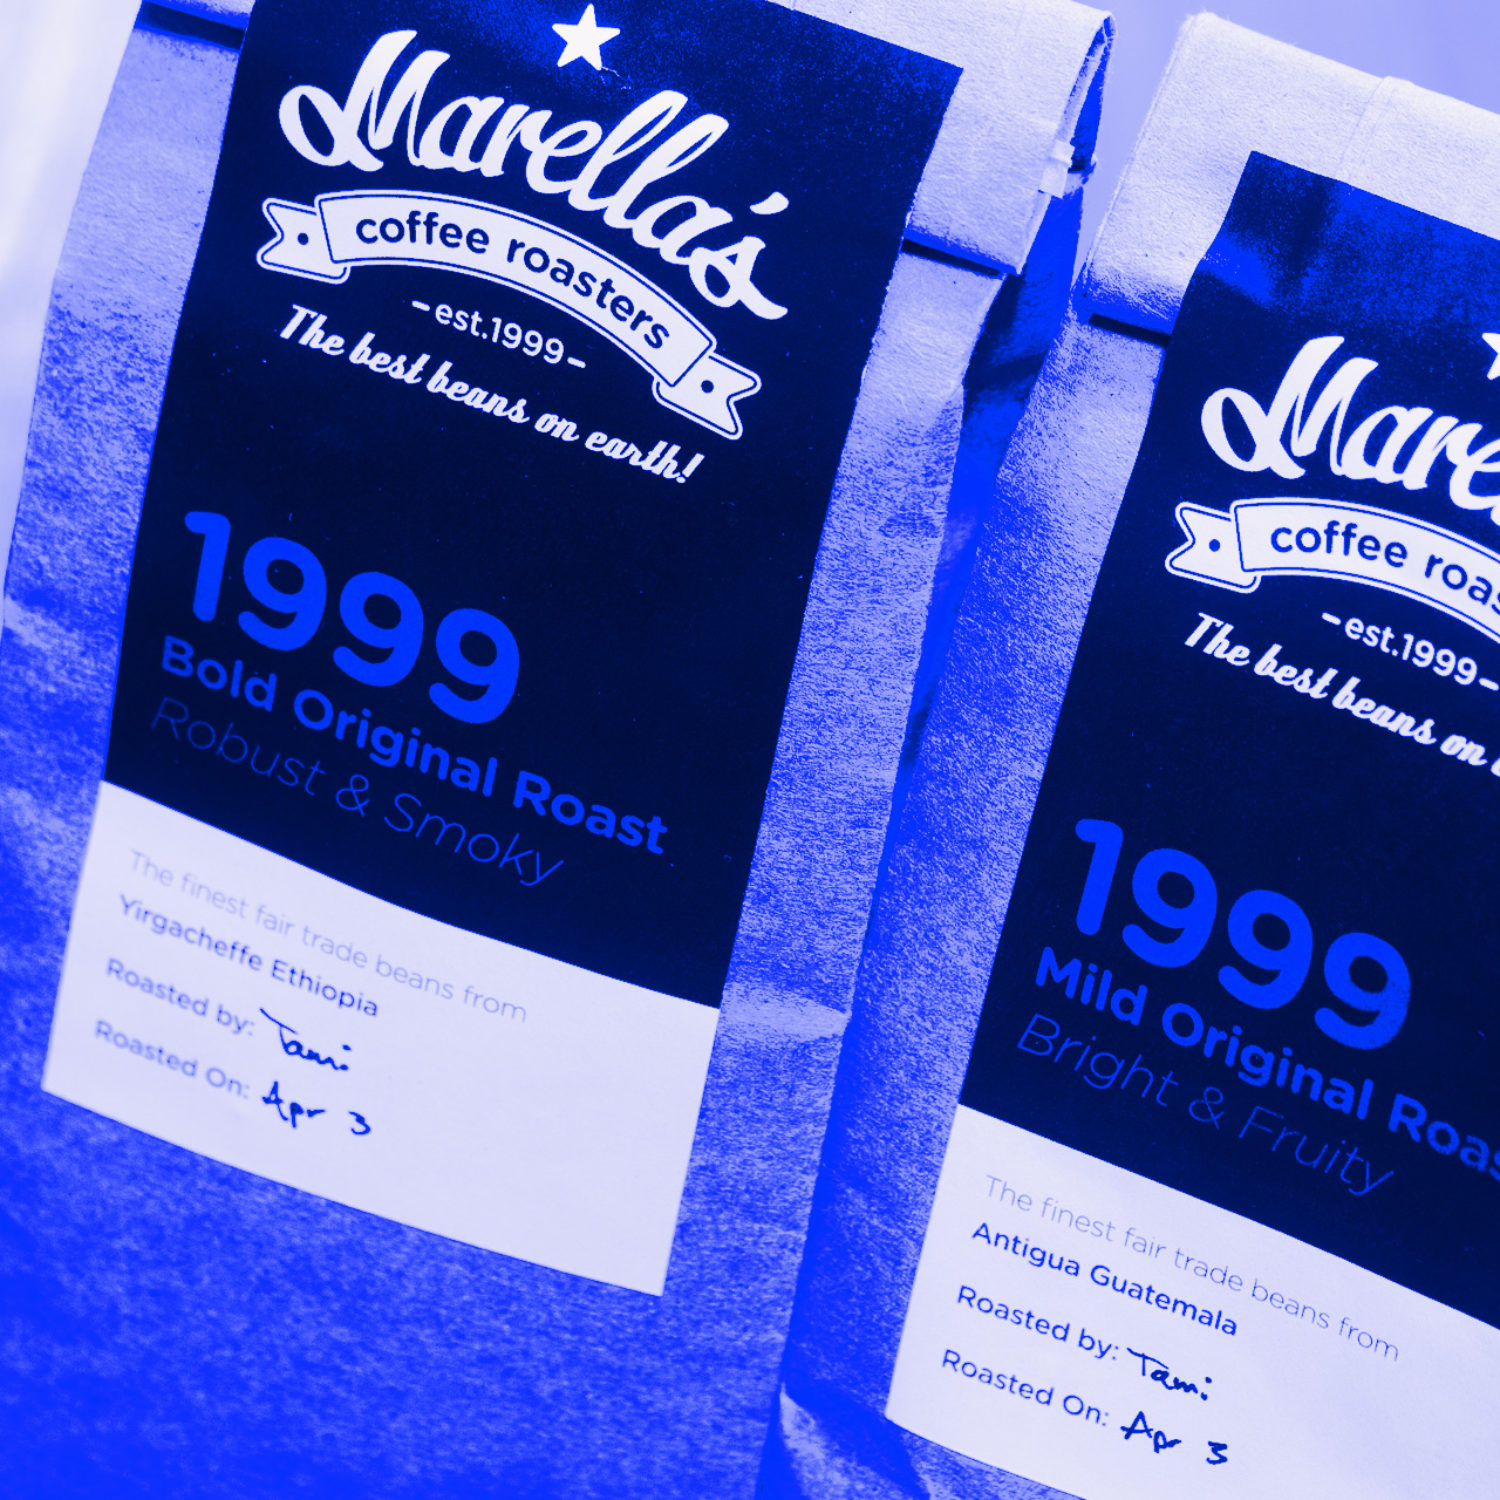 Marella's
coffee roasters
-est.1999-
The best beans on earth!
1999
Bold Original Roast
Robust & Smoky
The finest fair trade beans from
Yirgacheffe Ethiopia
Roasted by: Tami
Roasted On: Apr 3
Mare
coffee roas
-est.1999-
The best beans on
1999
Mild Original Roas
Bright & Fruity
The finest fair trade beans from
Antigua Guatemala
Roasted by: Tami
Roasted On: Apr 3